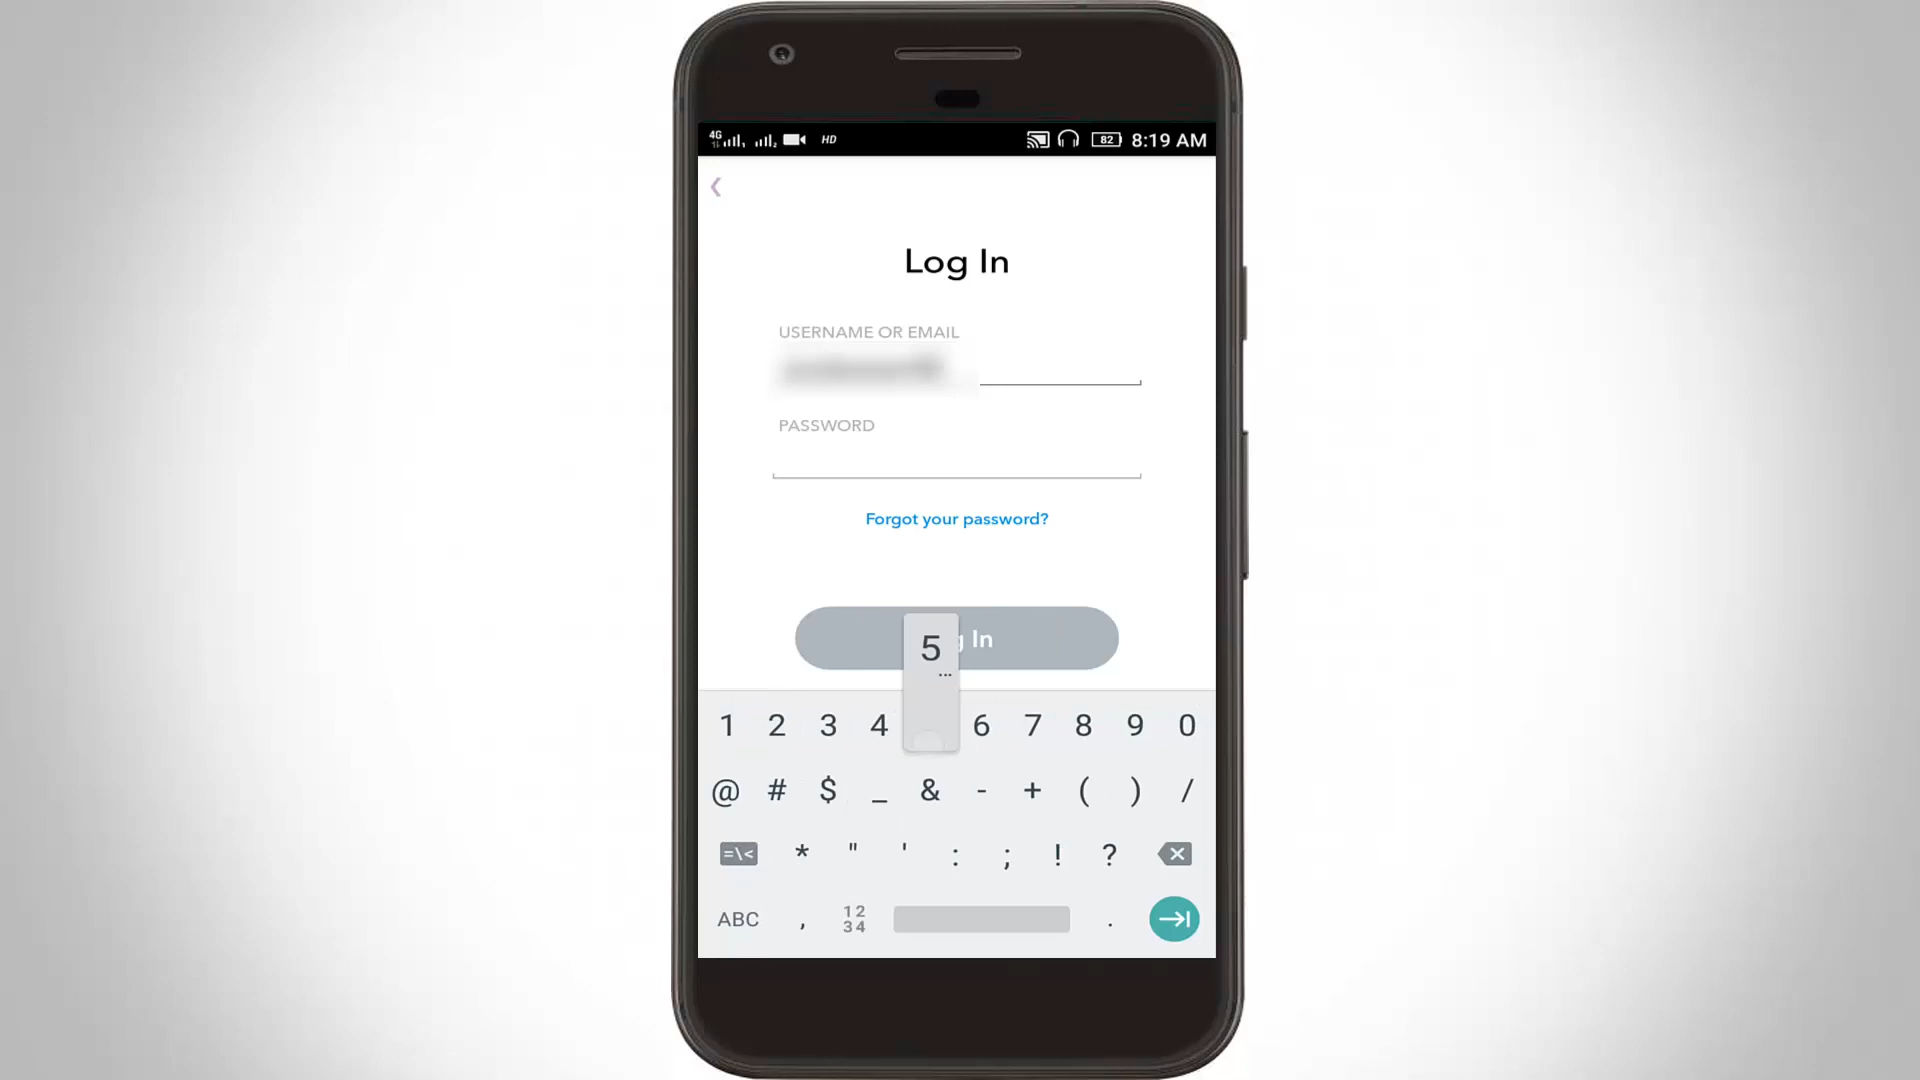 4G HD 82 8:19 AM
Log In
USERNAME OR EMAIL
PASSWORD
Forgot your password?
In
5
1 2 3 4 6 7 8 9 0
@ # $ _ & - + ( ) /
=\< * " ' : ; ! ?
ABC , 12 34 .